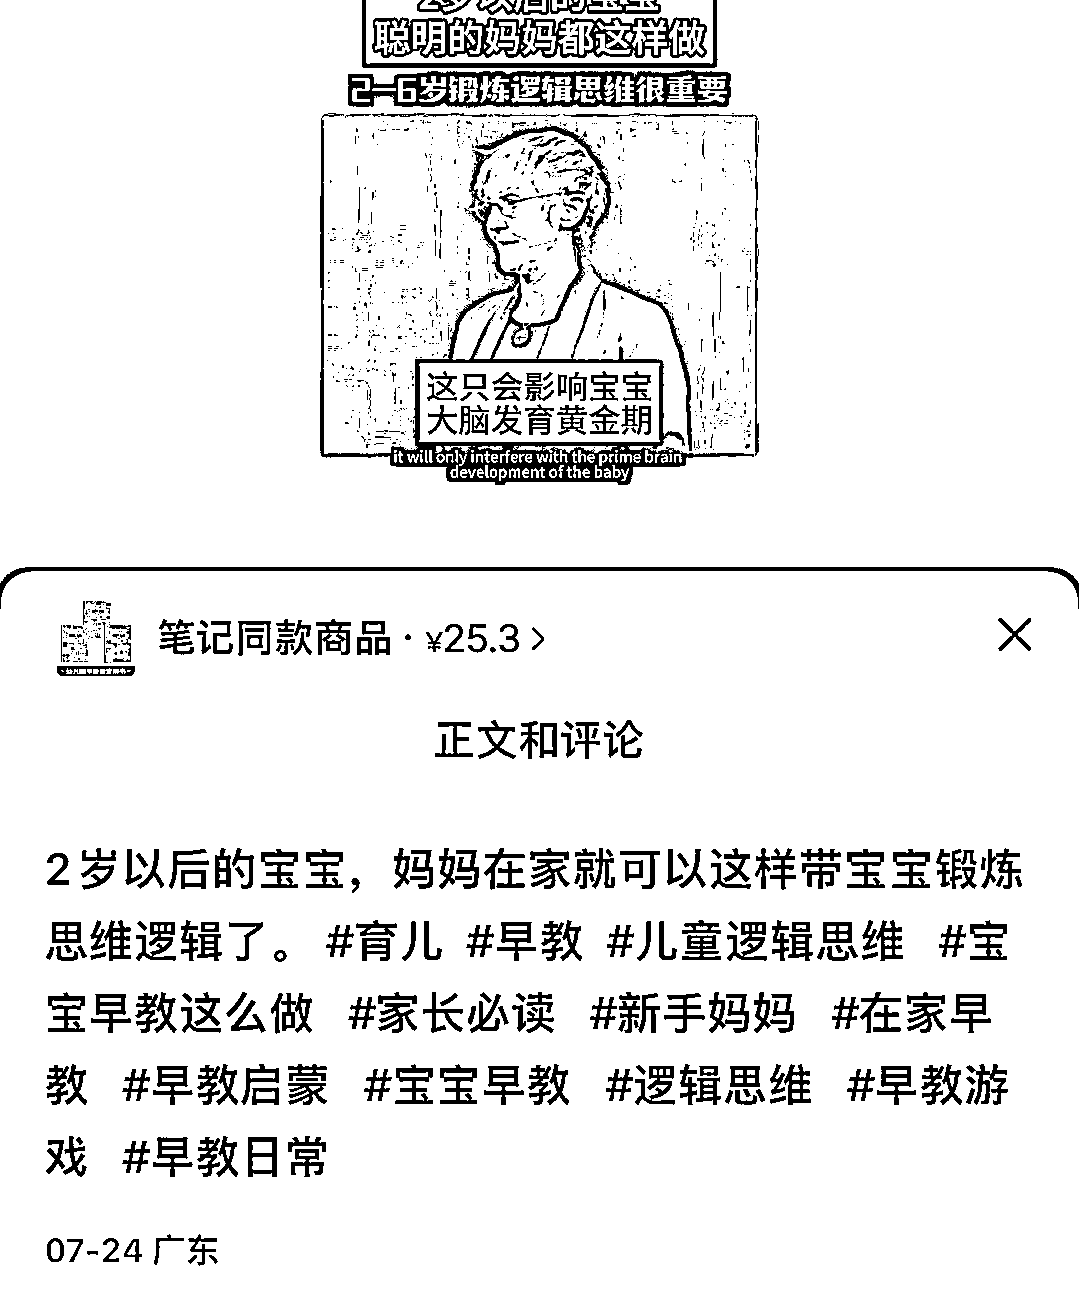 2岁以后的宝宝
聪明的妈妈都这样做
2-6岁锻炼逻辑思维很重要
这只会影响宝宝
大脑发育黄金期
it will only interfere with the prime brain
development of the baby
笔记同款商品 · ¥25.3 >
正文和评论
2岁以后的宝宝，妈妈在家就可以这样带宝宝锻炼
思维逻辑了。 #育儿 #早教 #儿童逻辑思维 #宝
宝早教这么做 #家长必读 #新手妈妈 #在家早
教 #早教启蒙 #宝宝早教 #逻辑思维 #早教游
戏 #早教日常
07-24 广东